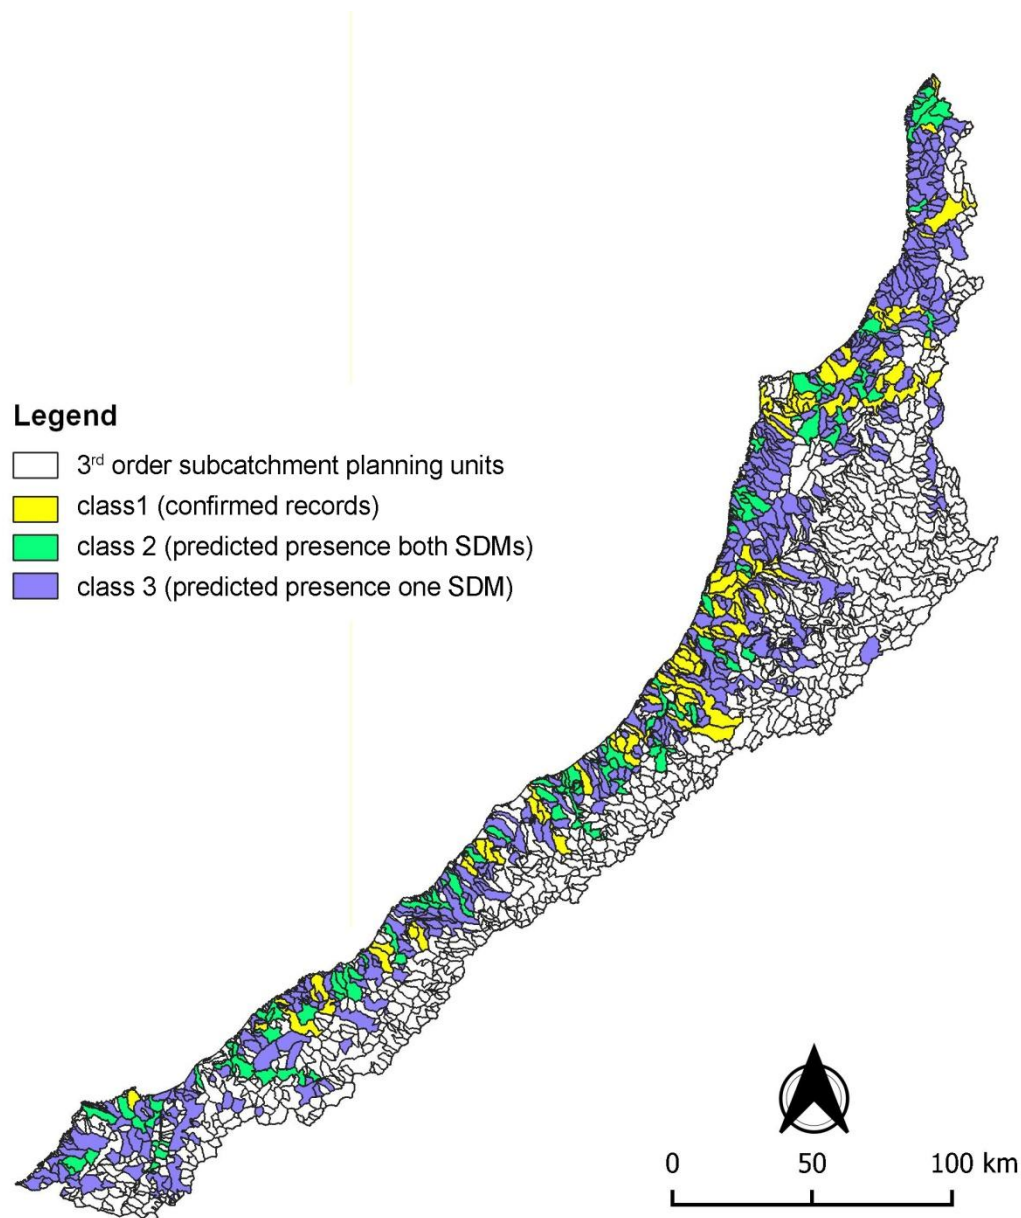 Legend
3rd order subcatchment planning units
class1 (confirmed records)
class 2 (predicted presence both SDMs)
class 3 (predicted presence one SDM)
0 50 100 km